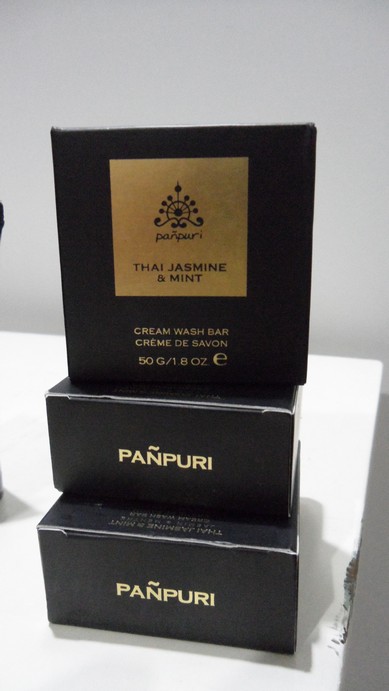 pañpuri
THAI JASMINE
& MINT
CREAM WASH BAR
CRÈME DE SAVON
50 G/1.8 OZ. ℮
PAÑPURI
THAI JASMINE & MINT
CREAM WASH BAR
PAÑPURI